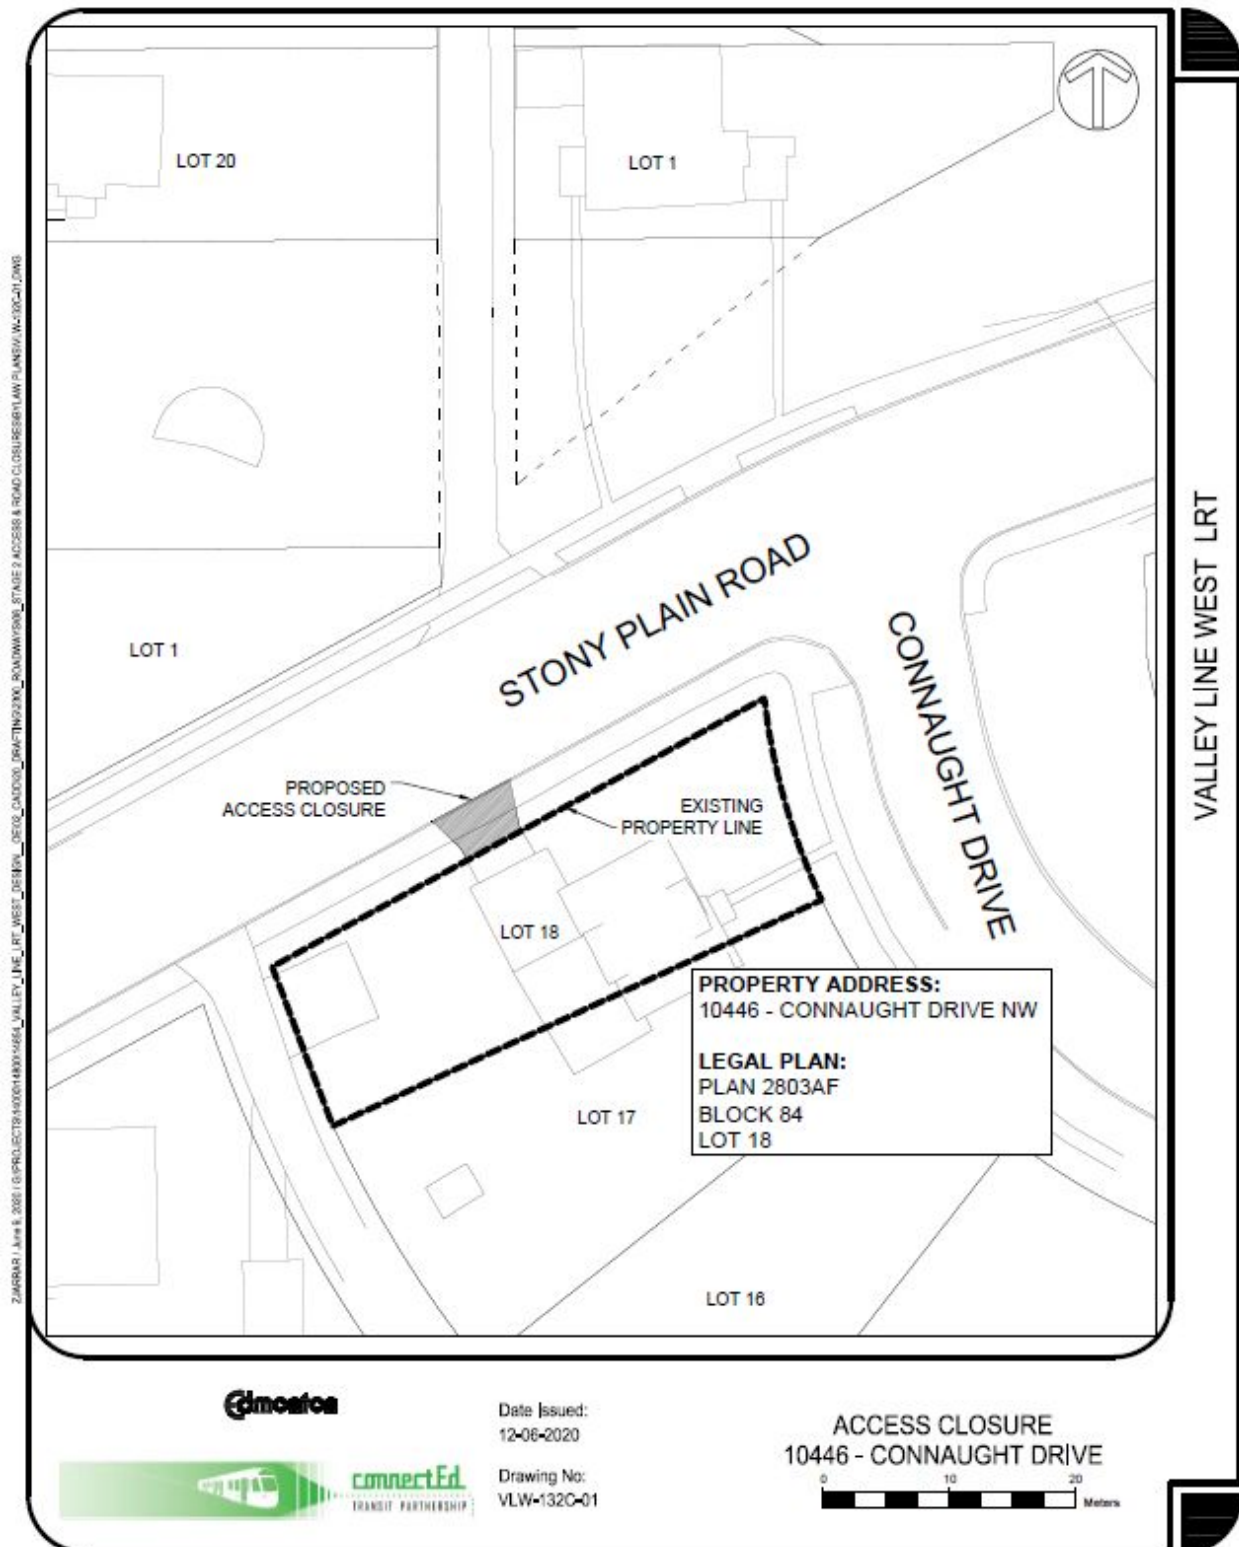 LOT 20
LOT 1
LOT 1
STONY PLAIN ROAD
CONNAUGHT DRIVE
PROPOSED
ACCESS CLOSURE
EXISTING
PROPERTY LINE
LOT 18
PROPERTY ADDRESS:
10446 - CONNAUGHT DRIVE NW
LEGAL PLAN:
PLAN 2803AF
BLOCK 84
LOT 18
LOT 17
LOT 16
VALLEY LINE WEST LRT
Edmonton
connectEd
TRANSIT PARTNERSHIP
Date Issued:
12-06-2020
Drawing No:
VLW-132C-01
ACCESS CLOSURE
10446 - CONNAUGHT DRIVE
0 10 20
Meters